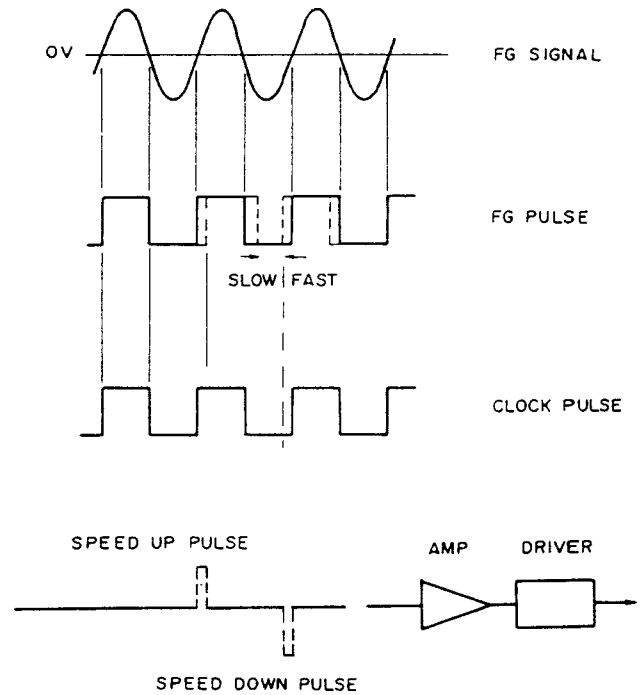 0V
FG SIGNAL
FG PULSE
SLOW FAST
CLOCK PULSE
SPEED UP PULSE
AMP DRIVER
SPEED DOWN PULSE